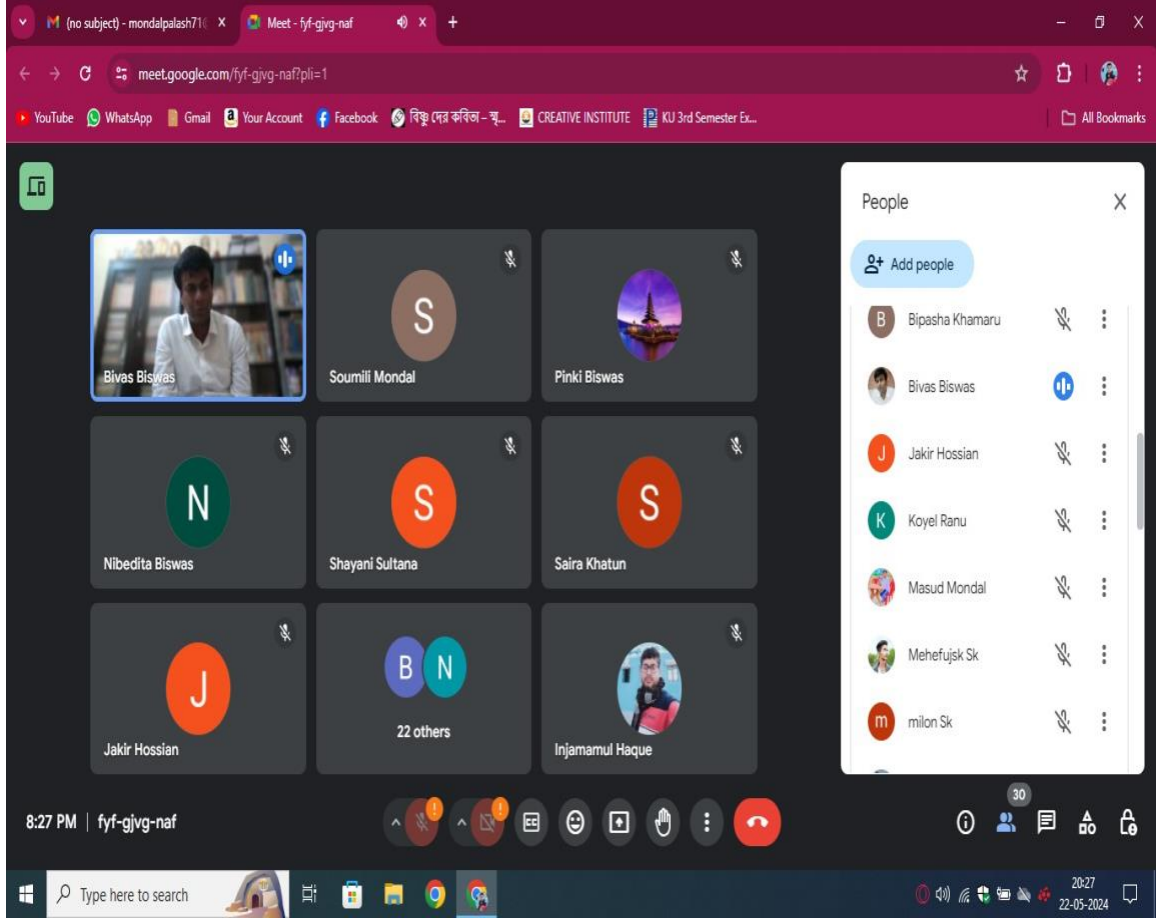 (no subject) - mondalpalash71@
Meet - fyf-gjvg-naf
meet.google.com/fyf-gjvg-naf?pli=1
YouTube WhatsApp Gmail Your Account Facebook বিষ্ণু দের কবিতা – স্মৃ... CREATIVE INSTITUTE KU 3rd Semester Ex... All Bookmarks
People
Add people
Bivas Biswas
S
Soumili Mondal
Pinki Biswas
N
Nibedita Biswas
S
Shayani Sultana
S
Saira Khatun
J
Jakir Hossian
B N
22 others
Injamamul Haque
B Bipasha Khamaru
Bivas Biswas
J Jakir Hossian
K Koyel Ranu
Masud Mondal
Mehefujsk Sk
m milon Sk
30
8:27 PM | fyf-gjvg-naf
Type here to search
20:27
22-05-2024